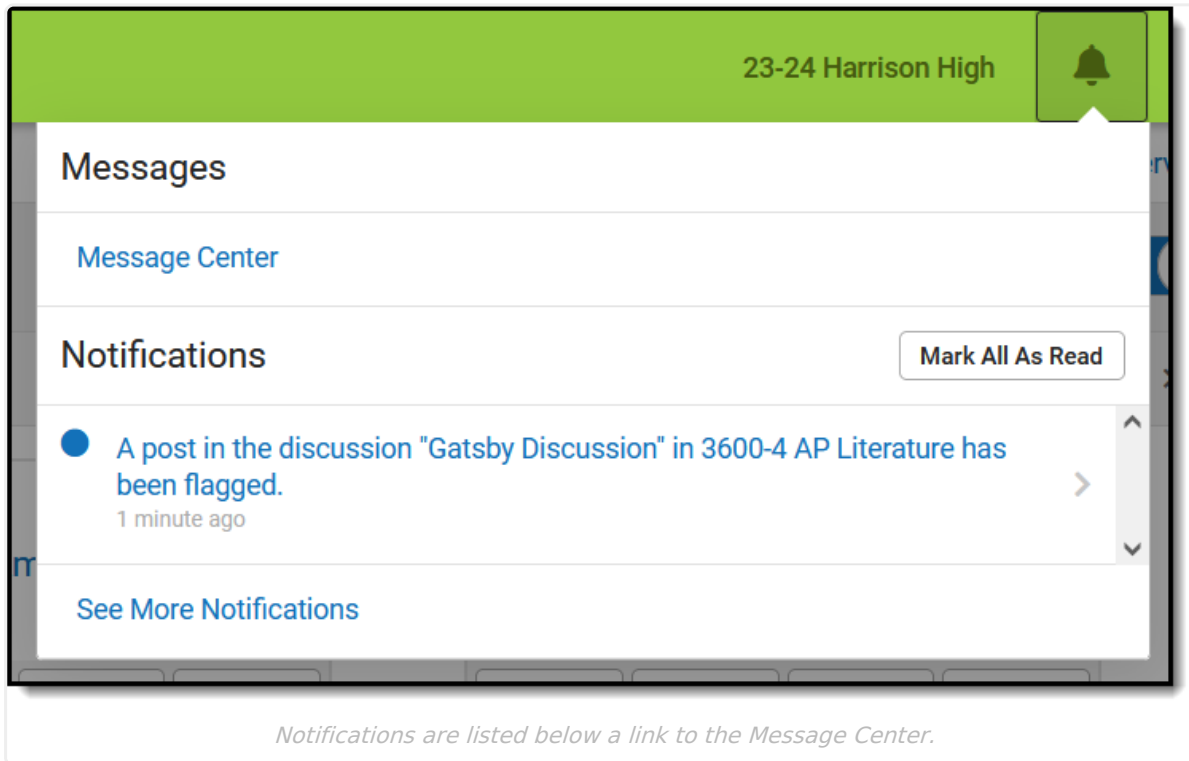 23-24 Harrison High
Messages
Message Center
Notifications
Mark All As Read
A post in the discussion "Gatsby Discussion" in 3600-4 AP Literature has
been flagged.
1 minute ago
See More Notifications
Notifications are listed below a link to the Message Center.